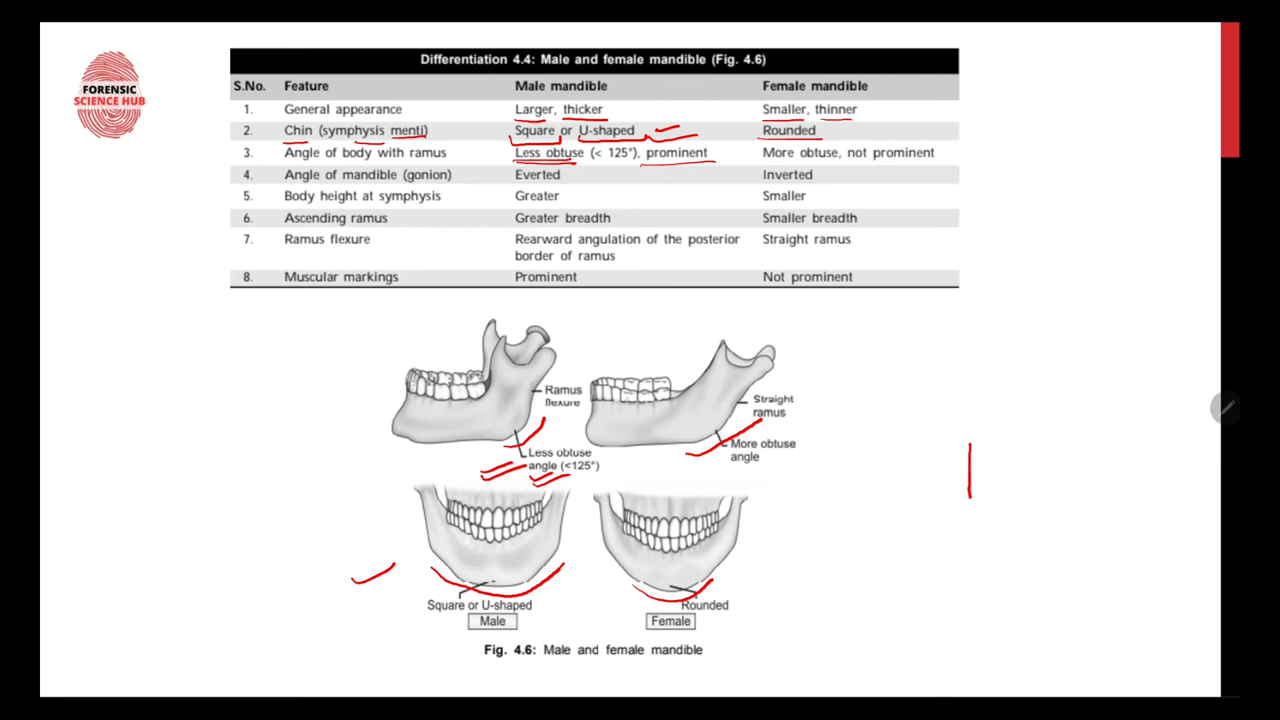 FORENSIC
SCIENCE HUB
Differentiation 4.4: Male and female mandible (Fig. 4.6)
S.No. Feature Male mandible Female mandible
1. General appearance Larger, thicker Smaller, thinner
2. Chin (symphysis menti) Square or U-shaped Rounded
3. Angle of body with ramus Less obtuse (< 125°), prominent More obtuse, not prominent
4. Angle of mandible (gonion) Everted Inverted
5. Body height at symphysis Greater Smaller
6. Ascending ramus Greater breadth Smaller breadth
7. Ramus flexure Rearward angulation of the posterior Straight ramus
border of ramus
8. Muscular markings Prominent Not prominent
Ramus
flexure
Straight
ramus
Less obtuse
angle (<125°)
More obtuse
angle
Square or U-shaped
Rounded
Male
Female
Fig. 4.6: Male and female mandible